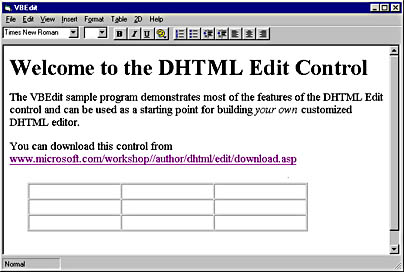 VBEdit
File Edit View Insert Format Table 2D Help
Times New Roman B I U
Welcome to the DHTML Edit Control
The VBEdit sample program demonstrates most of the features of the DHTML Edit
control and can be used as a starting point for building your own customized
DHTML editor.
You can download this control from
www.microsoft.com/workshop//author/dhtml/edit/download.asp
Normal